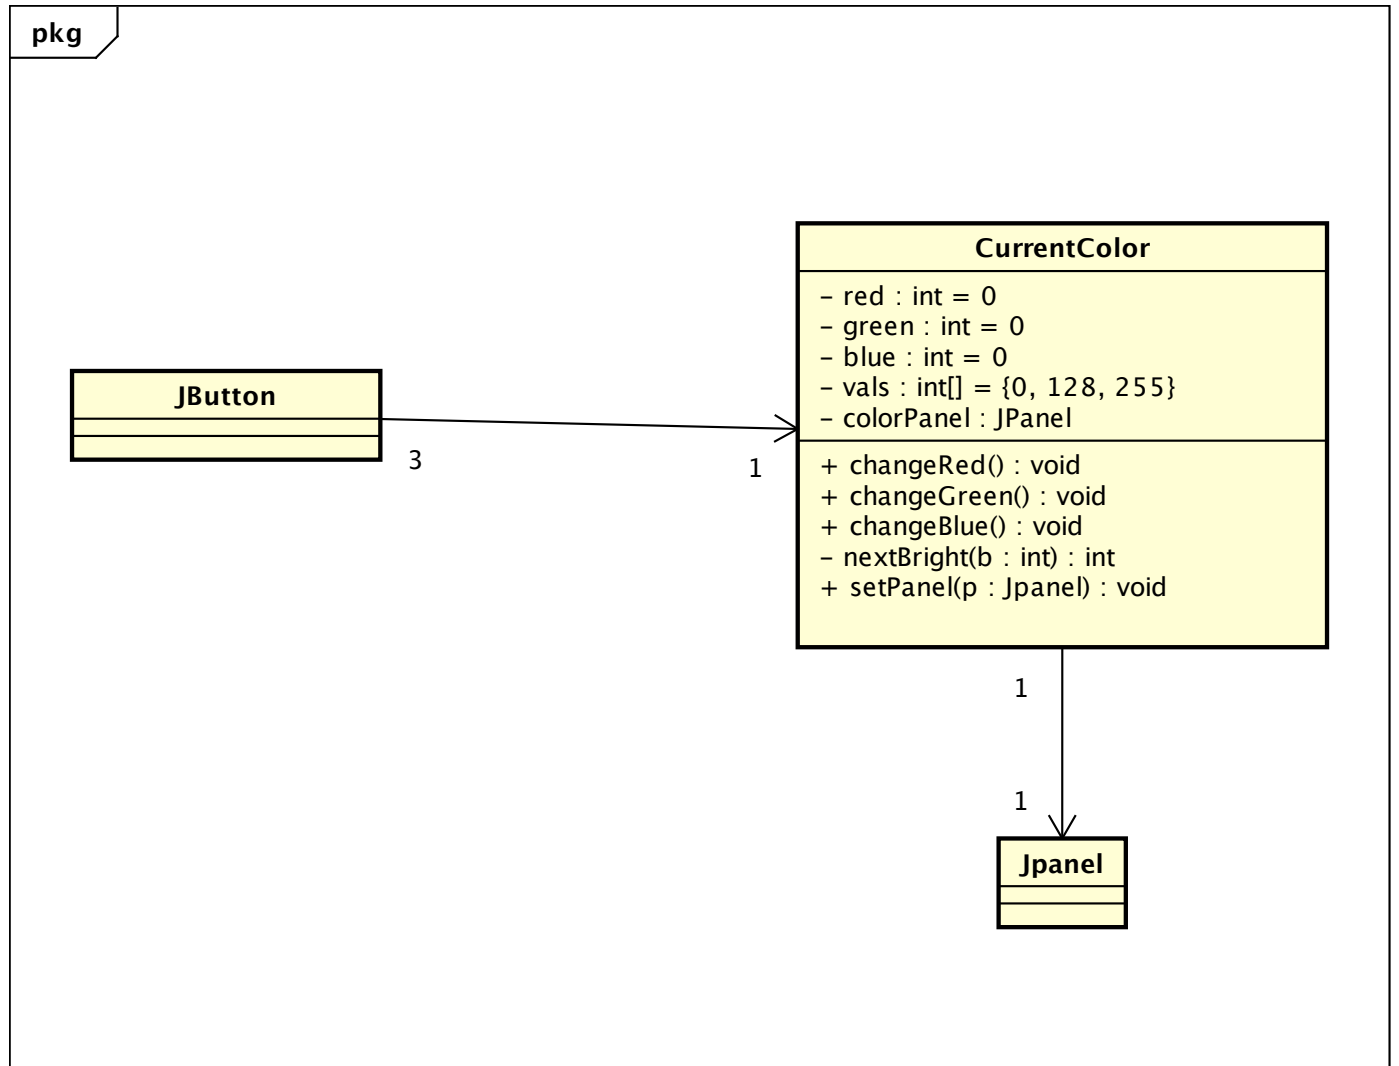 pkg
CurrentColor
– red : int = 0
– green : int = 0
– blue : int = 0
– vals : int[] = {0, 128, 255}
– colorPanel : JPanel
JButton
3
1
+ changeRed() : void
+ changeGreen() : void
+ changeBlue() : void
– nextBright(b : int) : int
+ setPanel(p : Jpanel) : void
1
1
Jpanel